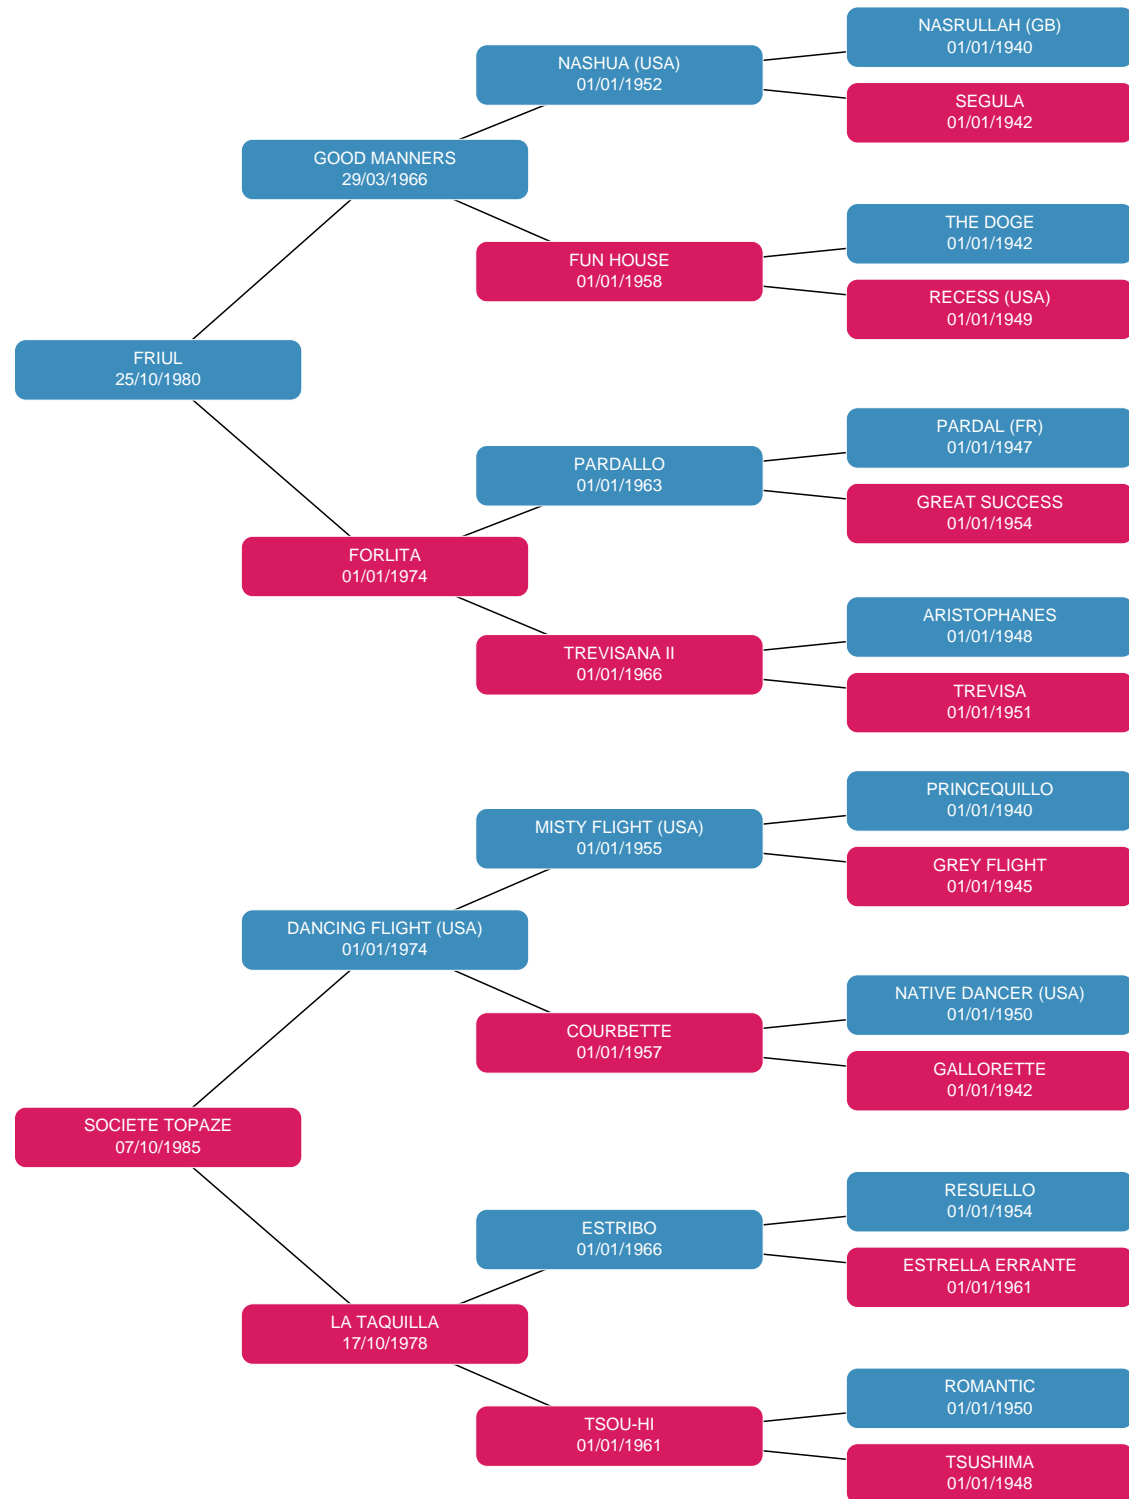 NASRULLAH (GB)
01/01/1940
NASHUA (USA)
01/01/1952
SEGULA
01/01/1942
GOOD MANNERS
29/03/1966
THE DOGE
01/01/1942
FUN HOUSE
01/01/1958
RECESS (USA)
01/01/1949
FRIUL
25/10/1980
PARDAL (FR)
01/01/1947
PARDALLO
01/01/1963
GREAT SUCCESS
01/01/1954
FORLITA
01/01/1974
ARISTOPHANES
01/01/1948
TREVISANA II
01/01/1966
TREVISA
01/01/1951
PRINCEQUILLO
01/01/1940
MISTY FLIGHT (USA)
01/01/1955
GREY FLIGHT
01/01/1945
DANCING FLIGHT (USA)
01/01/1974
NATIVE DANCER (USA)
01/01/1950
COURBETTE
01/01/1957
GALLORETTE
01/01/1942
SOCIETE TOPAZE
07/10/1985
RESUELLO
01/01/1954
ESTRIBO
01/01/1966
ESTRELLA ERRANTE
01/01/1961
LA TAQUILLA
17/10/1978
ROMANTIC
01/01/1950
TSOU-HI
01/01/1961
TSUSHIMA
01/01/1948